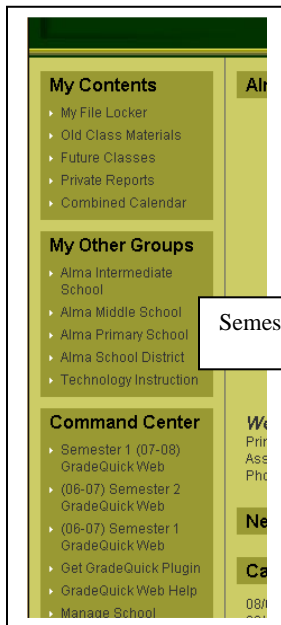 My Contents
My File Locker
Old Class Materials
Future Classes
Private Reports
Combined Calendar
My Other Groups
Alma Intermediate
School
Alma Middle School
Alma Primary School
Alma School District
Technology Instruction
Semes
Command Center
Semester 1 (07-08)
GradeQuick Web
(06-07) Semester 2
GradeQuick Web
(06-07) Semester 1
GradeQuick Web
Get GradeQuick Plugin
GradeQuick Web Help
Manage School
Al
We
Prin
Ass
Pho
Ne
Ca